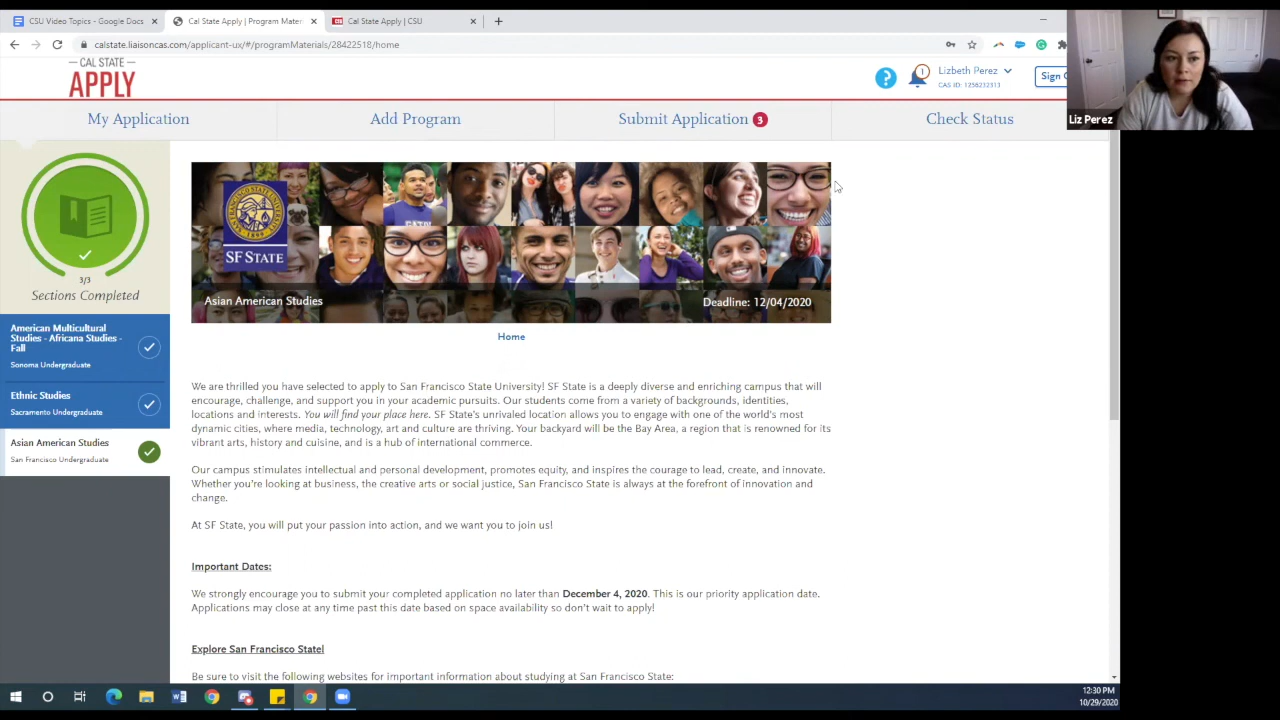 CSU Video Topics - Google Docs
Cal State Apply | Program Mater
Cal State Apply | CSU
calstate.liaisoncas.com/applicant-ux/#/programMaterials/28422518/home
CAL STATE
APPLY
?
1
Lizbeth Perez
CAS ID: 1256232313
Sign
Liz Perez
My Application
Add Program
Submit Application 3
Check Status
3/3
Sections Completed
American Multicultural
Studies - Africana Studies -
Fall
Sonoma Undergraduate
Ethnic Studies
Sacramento Undergraduate
Asian American Studies
San Francisco Undergraduate
SF STATE
Asian American Studies
Deadline: 12/04/2020
Home
We are thrilled you have selected to apply to San Francisco State University! SF State is a deeply diverse and enriching campus that will
encourage, challenge, and support you in your academic pursuits. Our students come from a variety of backgrounds, identities,
locations and interests. You will find your place here. SF State's unrivaled location allows you to engage with one of the world's most
dynamic cities, where media, technology, art and culture are thriving. Your backyard will be the Bay Area, a region that is renowned for its
vibrant arts, history and cuisine, and is a hub of international commerce.
Our campus stimulates intellectual and personal development, promotes equity, and inspires the courage to lead, create, and innovate.
Whether you're looking at business, the creative arts or social justice, San Francisco State is always at the forefront of innovation and
change.
At SF State, you will put your passion into action, and we want you to join us!
Important Dates:
We strongly encourage you to submit your completed application no later than December 4, 2020. This is our priority application date.
Applications may close at any time past this date based on space availability so don't wait to apply!
Explore San Francisco State!
Be sure to visit the following websites for important information about studying at San Francisco State:
12:30 PM
10/29/2020